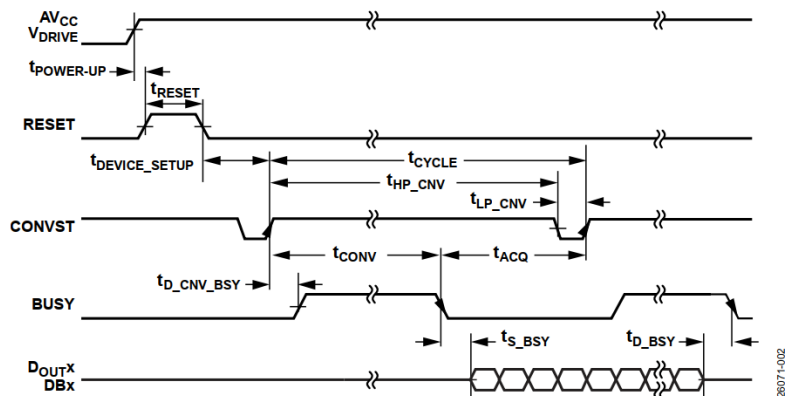 AVCC
VDRIVE
tPOWER-UP
tRESET
RESET
tDEVICE_SETUP
tCYCLE
tHP_CNV
tLP_CNV
CONVST
tCONV
tACQ
tD_CNV_BSY
BUSY
tS_BSY
tD_BSY
DOUTx
DBx
26071-002